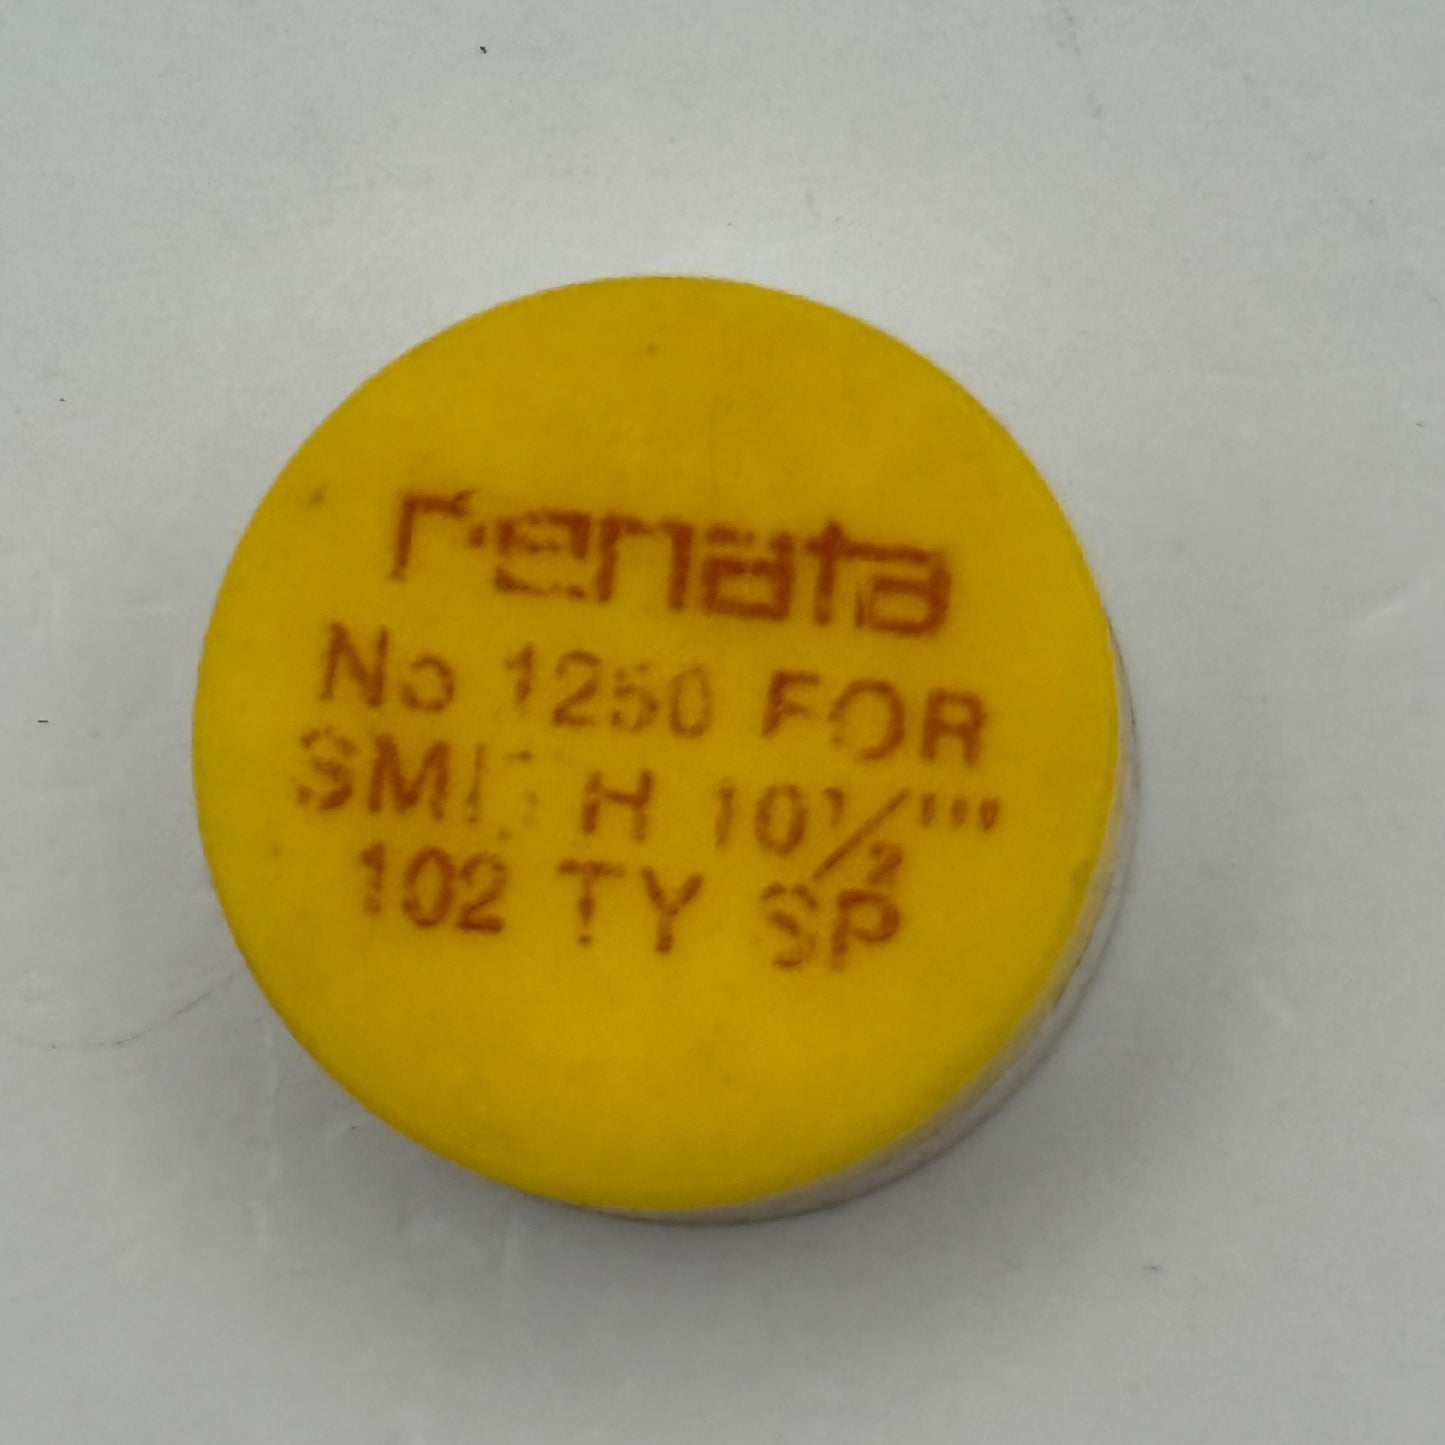 renata
No 1250 FOR
SMITH 10½'''
102 TY SP